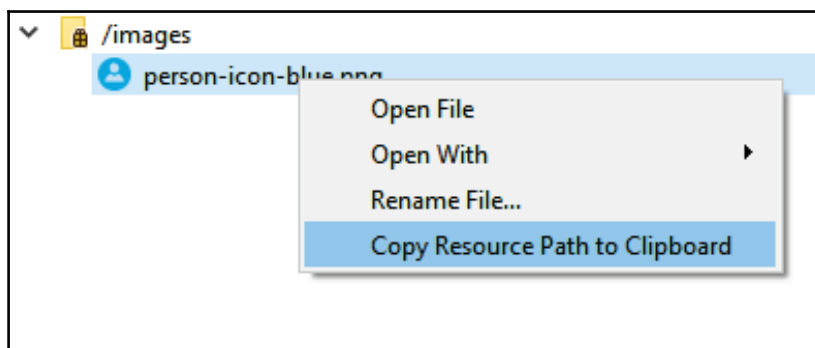 /images
person-icon-blue.png
Open File
Open With
Rename File...
Copy Resource Path to Clipboard